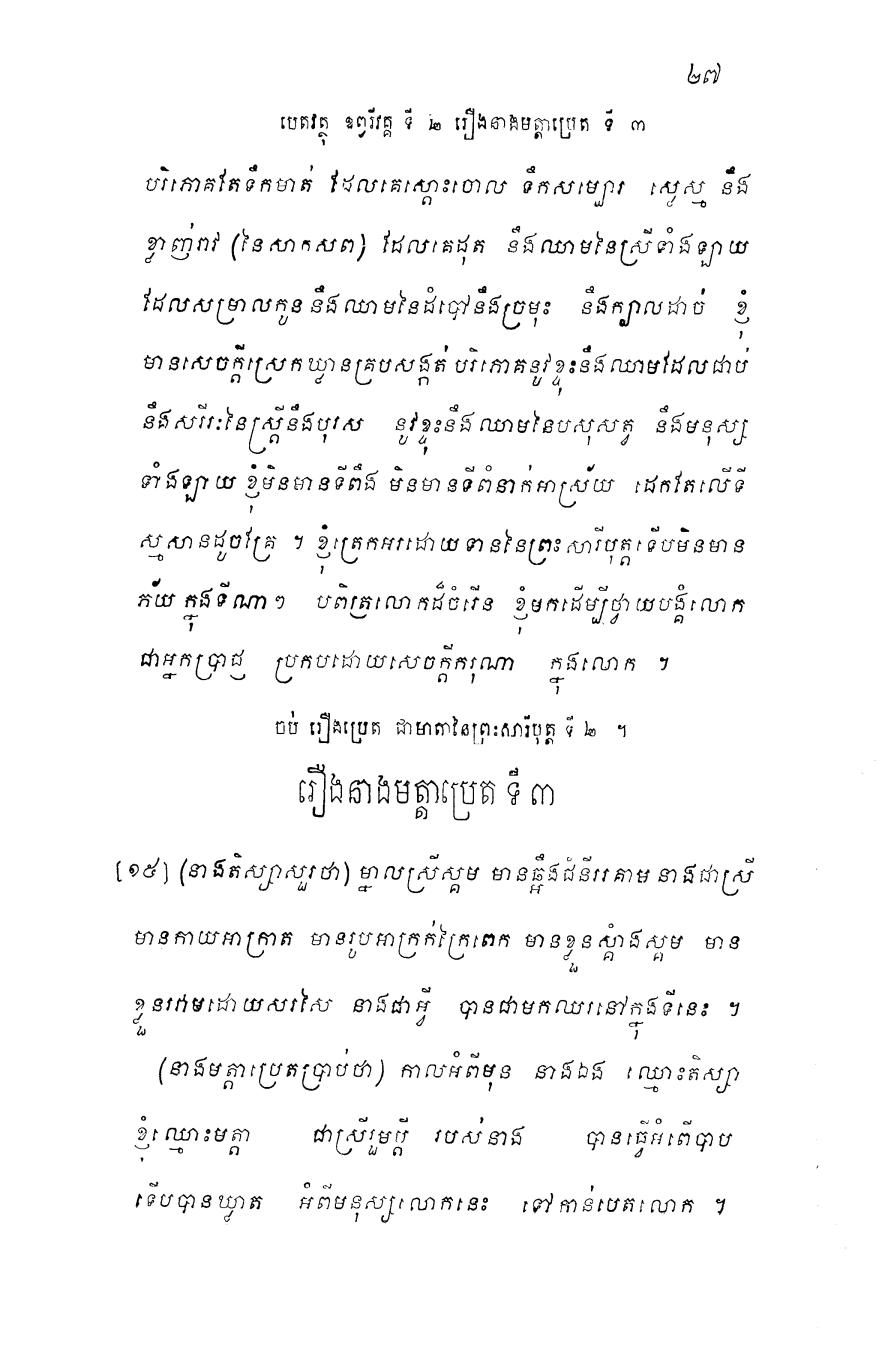 ២៧
បេតវត្ថុ ឧព្វរីវគ្គ ទី ២ រឿងនាងមត្តាប្រេត ទី ៣
បរិភោគតែទឹកមាត់ ដែលគេស្តោះចោល ទឹកសម្បោរ ស្លេស្ម នឹង
ខ្លាញ់រាវ (នៃសាកសព) ដែលគេដុត នឹងឈាមនៃស្រីទាំងឡាយ
ដែលសម្រាលកូន នឹងឈាមនៃដំបៅនឹងច្រមុះ នឹងក្បាលដាច់ ខ្ញុំ
មានសេចក្តីស្រេកឃ្លានគ្របសង្កត់ បរិភោគនូវខ្ទុះនឹងឈាមដែលជាប់
នឹងសរីរៈនៃស្ត្រីនឹងបុរស នូវខ្ទុះនឹងឈាមនៃបសុសត្វ នឹងមនុស្ស
ទាំងឡាយ ខ្ញុំមិនមានទីពឹង មិនមានទីពំនាក់អាស្រ័យ ដេកតែលើទី
ស្មសានដូចគ្រែ ។ ខ្ញុំត្រេកអរដោយទាននៃព្រះសារីបុត្តទើបមិនមាន
ភ័យ ក្នុងទីណាៗ បពិត្រលោកដ៏ចំរើន ខ្ញុំមកដើម្បីថ្វាយបង្គំលោក
ជាអ្នកប្រាជ្ញ ប្រកបដោយសេចក្តីករុណា ក្នុងលោក ។
ចប់ រឿងប្រេត ជាមាតានៃព្រះសារីបុត្ត ទី ២ ។
រឿងនាងមត្តាប្រេត ទី ៣
[១៥] (នាងតិស្សាសួរថា) ម្នាលស្រីស្គម មានឆ្អឹងជំនីរគាម នាងជាស្រី
មានកាយអាក្រាត មានរូបអាក្រក់ក្រៃពេក មានខ្លួនស្គាំងស្គម មាន
ខ្លួនរវាមដោយសរសៃ នាងជាអ្វី បានជាមកឈរនៅក្នុងទីនេះ ។
(នាងមត្តាប្រេតប្រាប់ថា) កាលអំពីមុន នាងឯង ឈ្មោះតិស្សា
ខ្ញុំឈ្មោះមត្តា ជាស្រីរួមប្តី របស់នាង បានធ្វើអំពើបាប
ទើបបានឃ្លាត អំពីមនុស្សលោកនេះ ទៅកាន់បេតលោក ។